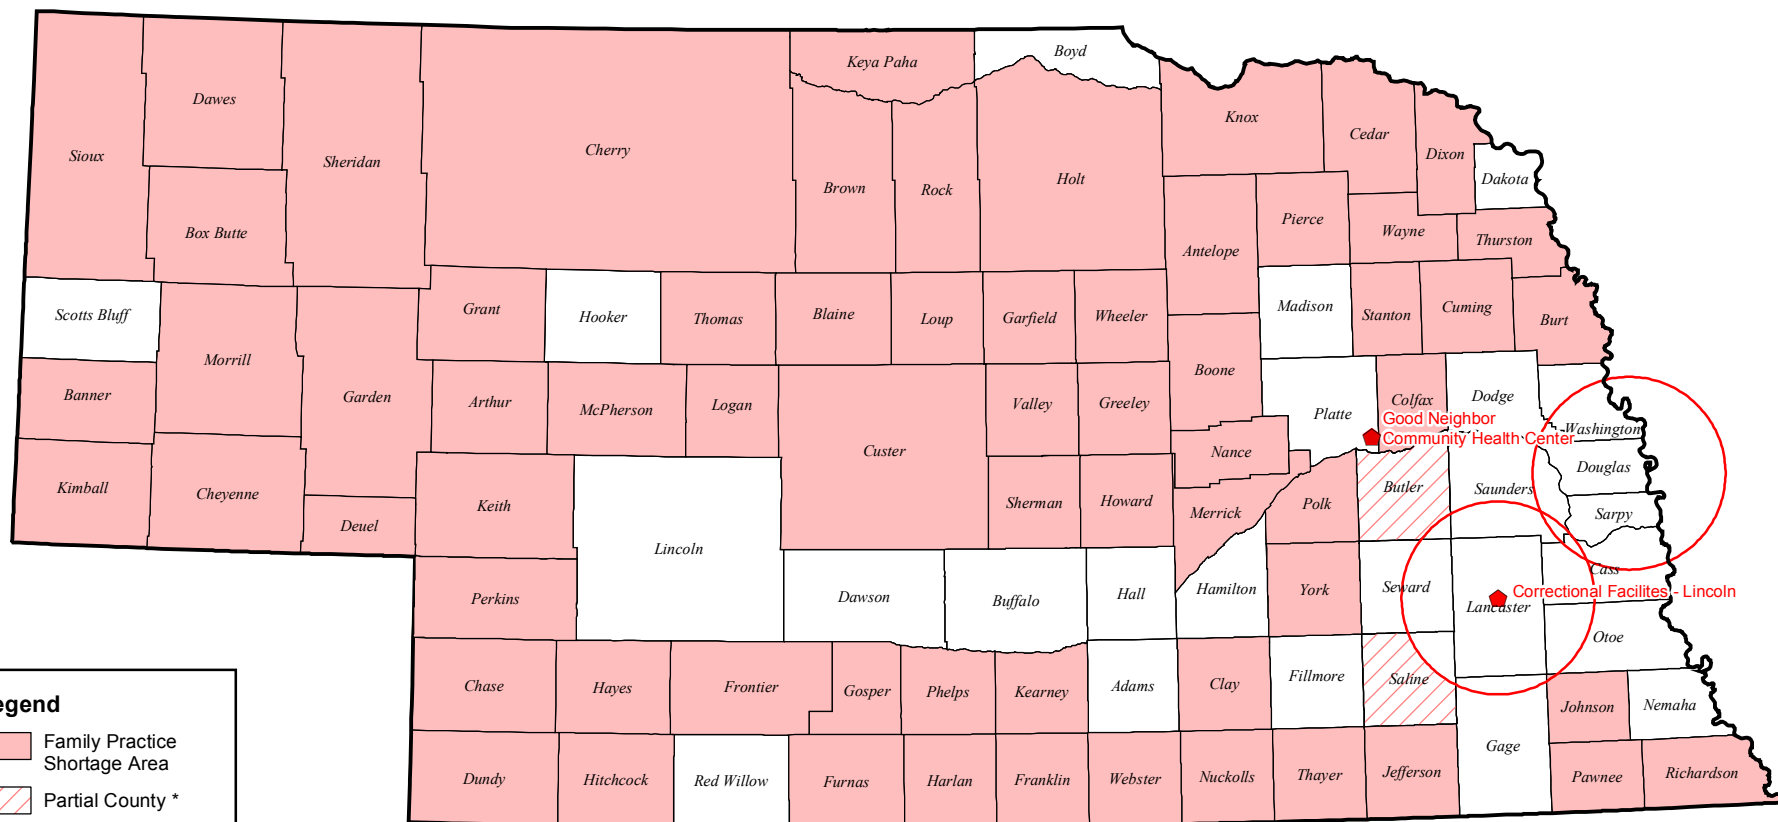 Boyd
Keya Paha
Dawes
Knox
Cedar
Cherry
Sioux
Sheridan
Dixon
Holt
Dakota
Brown
Rock
Pierce
Box Butte
Wayne
Thurston
Antelope
Scotts Bluff
Grant
Hooker
Thomas
Blaine
Loup
Garfield
Wheeler
Madison
Stanton
Cuming
Burt
Morrill
Boone
Banner
Garden
Arthur
McPherson
Logan
Valley
Greeley
Platte
Colfax
Dodge
Good Neighbor
Community Health Center
Washington
Custer
Nance
Douglas
Kimball
Cheyenne
Keith
Sherman
Howard
Merrick
Polk
Butler
Saunders
Sarpy
Deuel
Lincoln
Cass
Perkins
Dawson
Buffalo
Hall
Hamilton
York
Seward
Correctional Facilites - Lincoln
Lancaster
Otoe
Chase
Hayes
Frontier
Gosper
Phelps
Kearney
Adams
Clay
Fillmore
Saline
Johnson
Nemaha
Gage
Dundy
Hitchcock
Red Willow
Furnas
Harlan
Franklin
Webster
Nuckolls
Thayer
Jefferson
Pawnee
Richardson
egend
Family Practice
Shortage Area
Partial County *